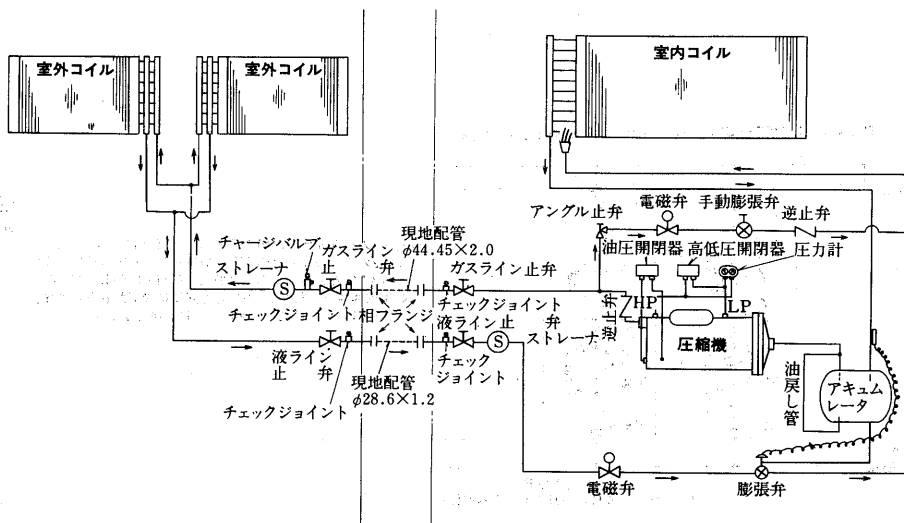 室外コイル
室外コイル
室内コイル
電磁弁
手動膨張弁
逆止弁
アングル止弁
油圧開閉器
高低圧開閉器
圧力計
現地配管
φ44.45×2.0
チャージバルブ
ガスライン
止弁
ストレーナ
ガスライン止弁
チェックジョイント
相フランジ
チェックジョイント
液ライン止弁
ストレーナ
逆止弁
HP
LP
圧縮機
液ライン
止弁
チェック
ジョイント
現地配管
φ28.6×1.2
チェックジョイント
油戻し管
アキュム
レータ
電磁弁
膨張弁
S
S